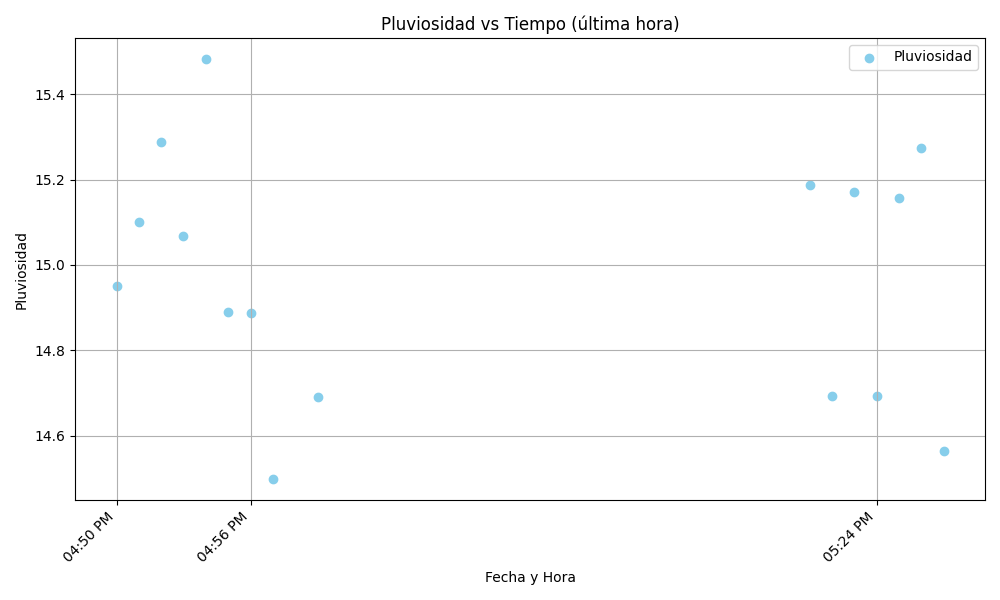 Pluviosidad vs Tiempo (última hora)
Pluviosidad
15.4
15.2
15.0
14.8
14.6
Pluviosidad
04:50 PM
04:56 PM
05:24 PM
Fecha y Hora